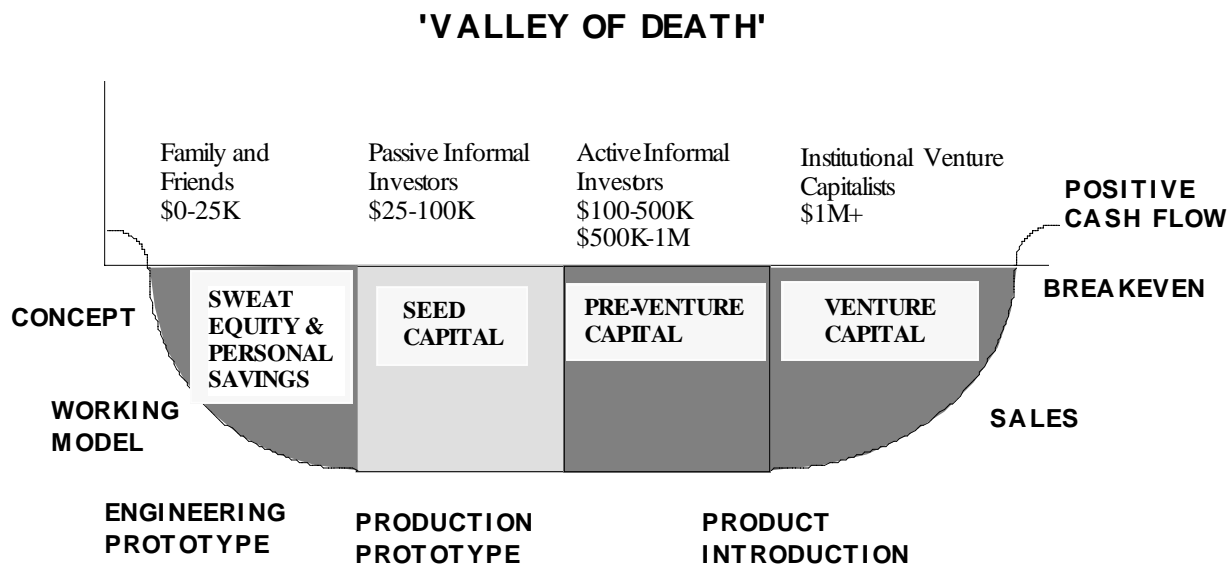 'VALLEY OF DEATH'
Family and
Friends
$0-25K
Passive Informal
Investors
$25-100K
Active Informal
Investors
$100-500K
$500K-1M
Institutional Venture
Capitalists
$1M+
POSITIVE
CASH FLOW
BREAKEVEN
CONCEPT
SWEAT
EQUITY &
PERSONAL
SAVINGS
SEED
CAPITAL
PRE-VENTURE
CAPITAL
VENTURE
CAPITAL
WORKING
MODEL
SALES
ENGINEERING
PROTOTYPE
PRODUCTION
PROTOTYPE
PRODUCT
INTRODUCTION